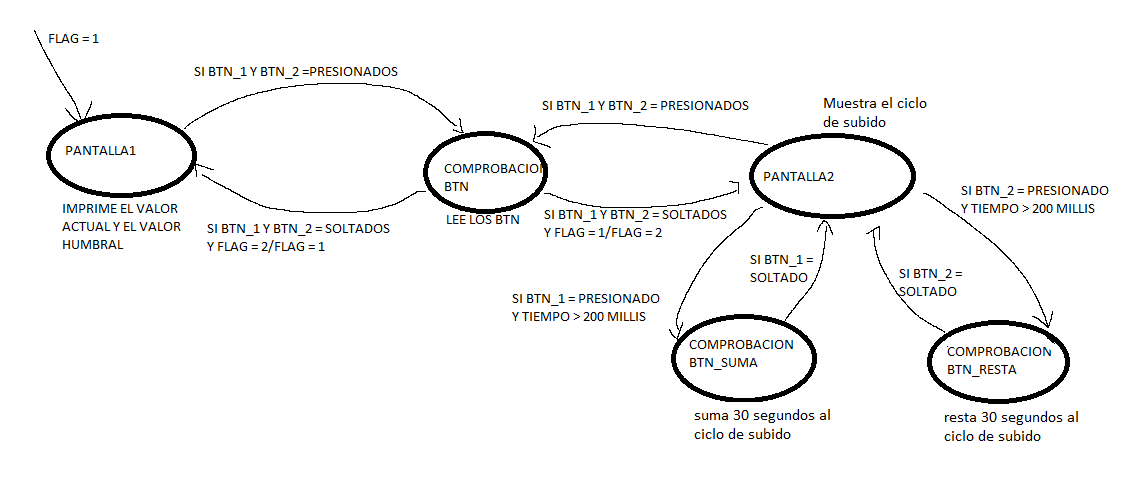 FLAG = 1
SI BTN_1 Y BTN_2 =PRESIONADOS
PANTALLA1
IMPRIME EL VALOR
ACTUAL Y EL VALOR
HUMBRAL
COMPROBACION
BTN
LEE LOS BTN
SI BTN_1 Y BTN_2 = SOLTADOS
Y FLAG = 2/FLAG = 1
SI BTN_1 Y BTN_2 = PRESIONADOS
SI BTN_1 Y BTN_2 = SOLTADOS
Y FLAG = 1/FLAG = 2
Muestra el ciclo
de subido
PANTALLA2
SI BTN_2 = PRESIONADO
Y TIEMPO > 200 MILLIS
SI BTN_1 = PRESIONADO
Y TIEMPO > 200 MILLIS
SI BTN_1 =
SOLTADO
SI BTN_2 =
SOLTADO
COMPROBACION
BTN_SUMA
suma 30 segundos al
ciclo de subido
COMPROBACION
BTN_RESTA
resta 30 segundos al
ciclo de subido